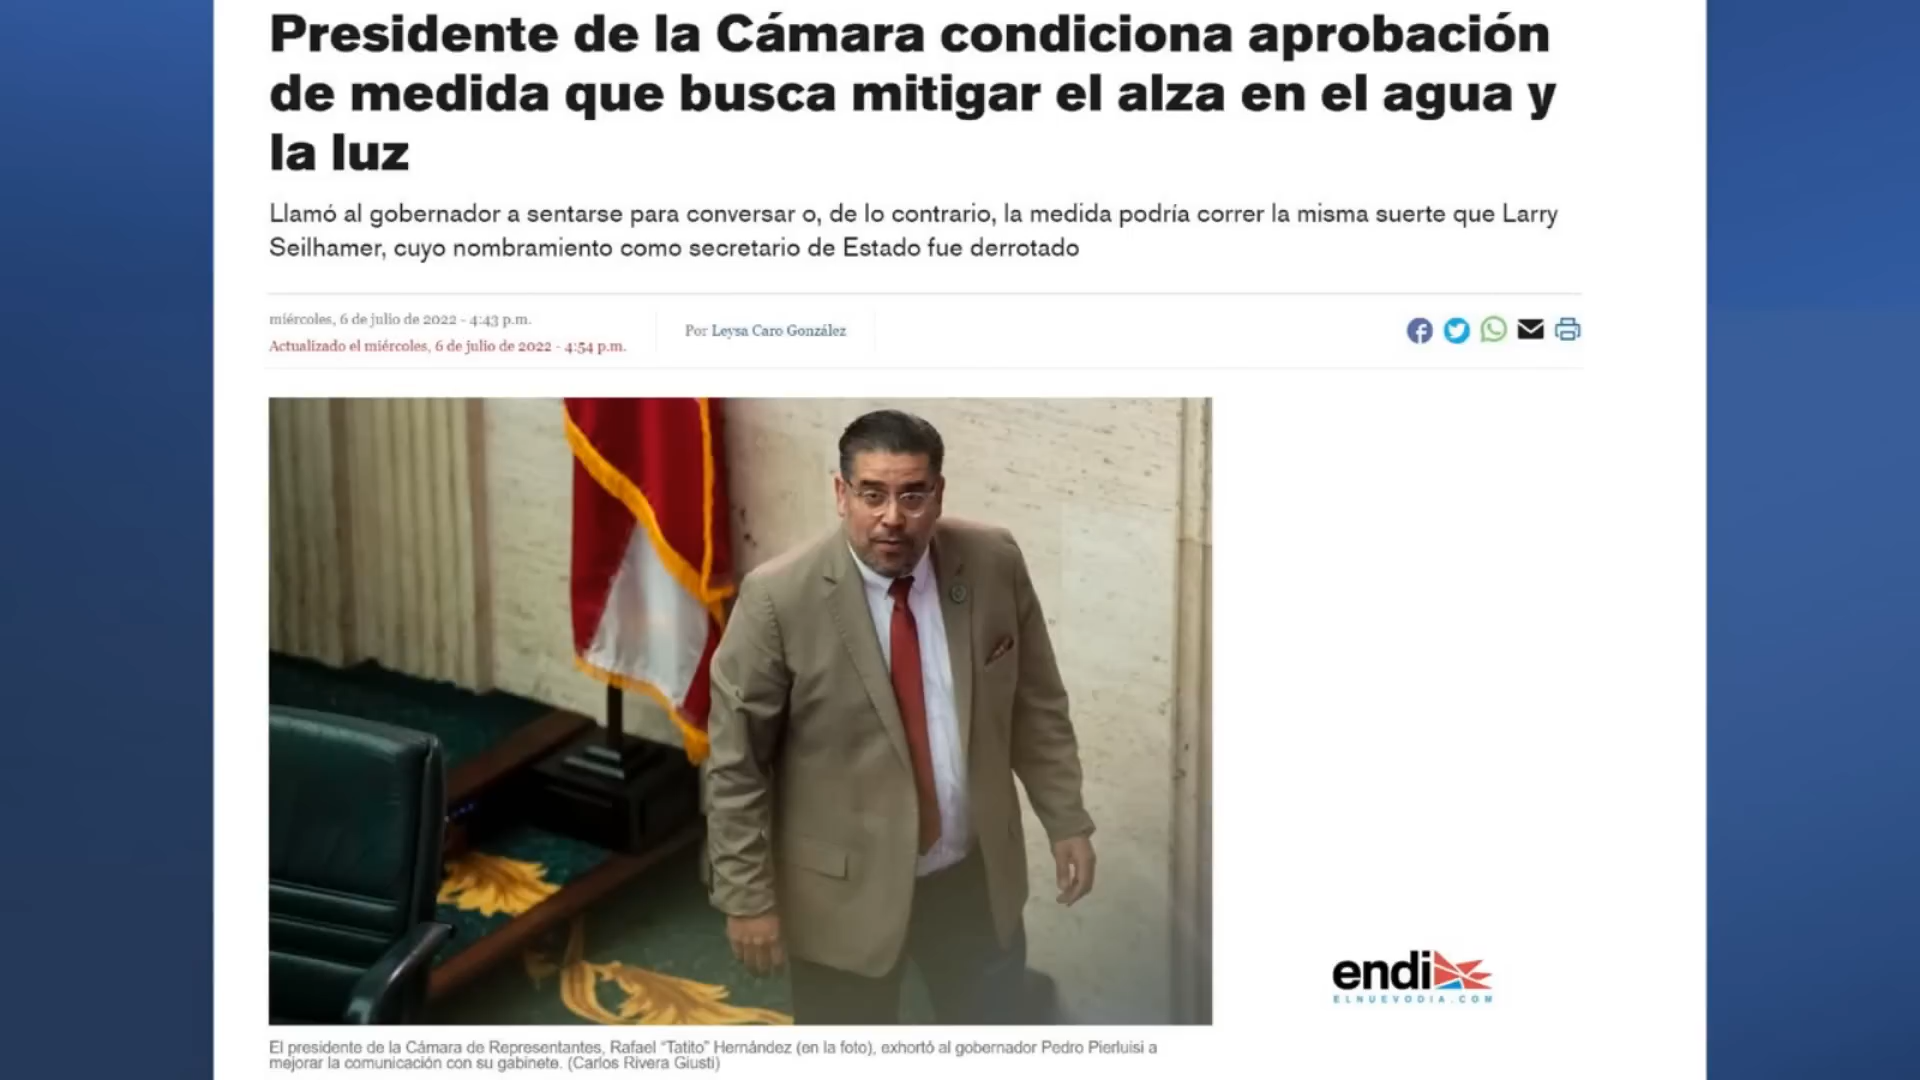 Presidente de la Cámara condiciona aprobación
de medida que busca mitigar el alza en el agua y
la luz
Llamó al gobernador a sentarse para conversar o, de lo contrario, la medida podría correr la misma suerte que Larry
Seilhamer, cuyo nombramiento como secretario de Estado fue derrotado
miércoles, 6 de julio de 2022 - 4:43 p.m.
Actualizado el miércoles, 6 de julio de 2022 - 4:54 p.m.
Por Leysa Caro González
endi
ELNUEVODIA.COM
El presidente de la Cámara de Representantes, Rafael “Tatito” Hernández (en la foto), exhortó al gobernador Pedro Pierluisi a
mejorar la comunicación con su gabinete. (Carlos Rivera Giusti)